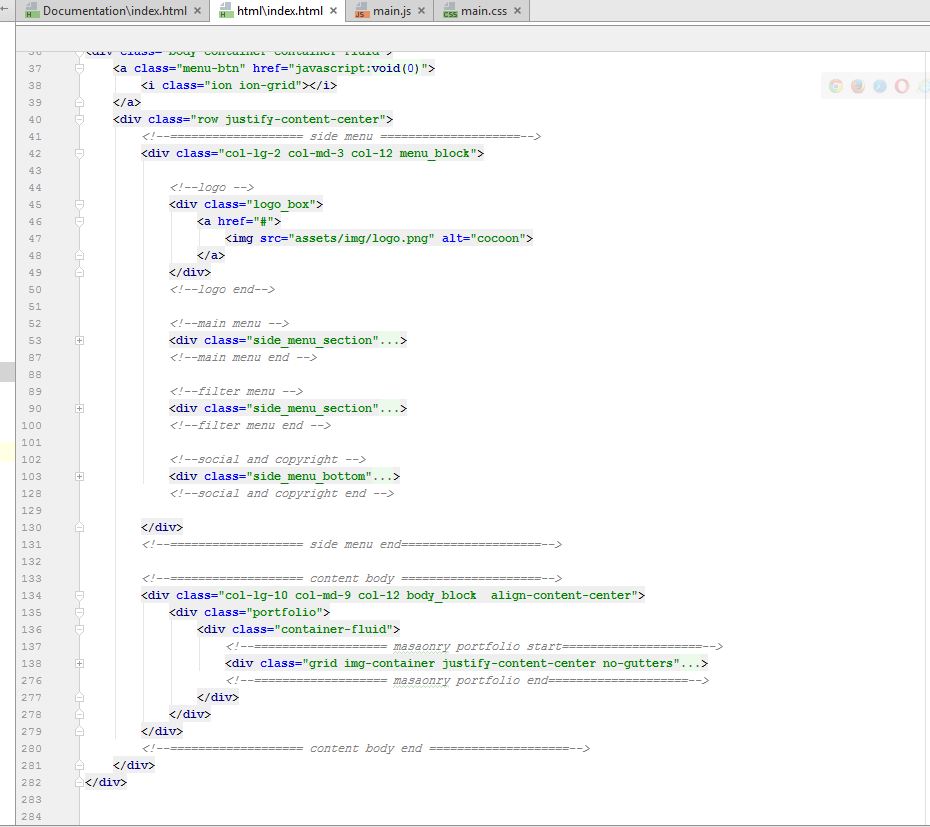 Documentation\index.html html\index.html main.js main.css
36 <div class="body-container container-fluid">
37 <a class="menu-btn" href="javascript:void(0)">
38 <i class="ion ion-grid"></i>
39 </a>
40 <div class="row justify-content-center">
41 <!--=================== side menu ====================-->
42 <div class="col-lg-2 col-md-3 col-12 menu_block">
43
44 <!--logo -->
45 <div class="logo_box">
46 <a href="#">
47 <img src="assets/img/logo.png" alt="cocoon">
48 </a>
49 </div>
50 <!--logo end-->
51
52 <!--main menu -->
53 <div class="side_menu_section"...>
87 <!--main menu end -->
88
89 <!--filter menu -->
90 <div class="side_menu_section"...>
100 <!--filter menu end -->
101
102 <!--social and copyright -->
103 <div class="side_menu_bottom"...>
128 <!--social and copyright end -->
129
130 </div>
131 <!--=================== side menu end====================-->
132
133 <!--=================== content body ====================-->
134 <div class="col-lg-10 col-md-9 col-12 body_block  align-content-center">
135 <div class="portfolio">
136 <div class="container-fluid">
137 <!--=================== masaonry portfolio start====================-->
138 <div class="grid img-container justify-content-center no-gutters"...>
276 <!--=================== masaonry portfolio end====================-->
277 </div>
278 </div>
279 </div>
280 <!--=================== content body end ====================-->
281 </div>
282 </div>
283
284